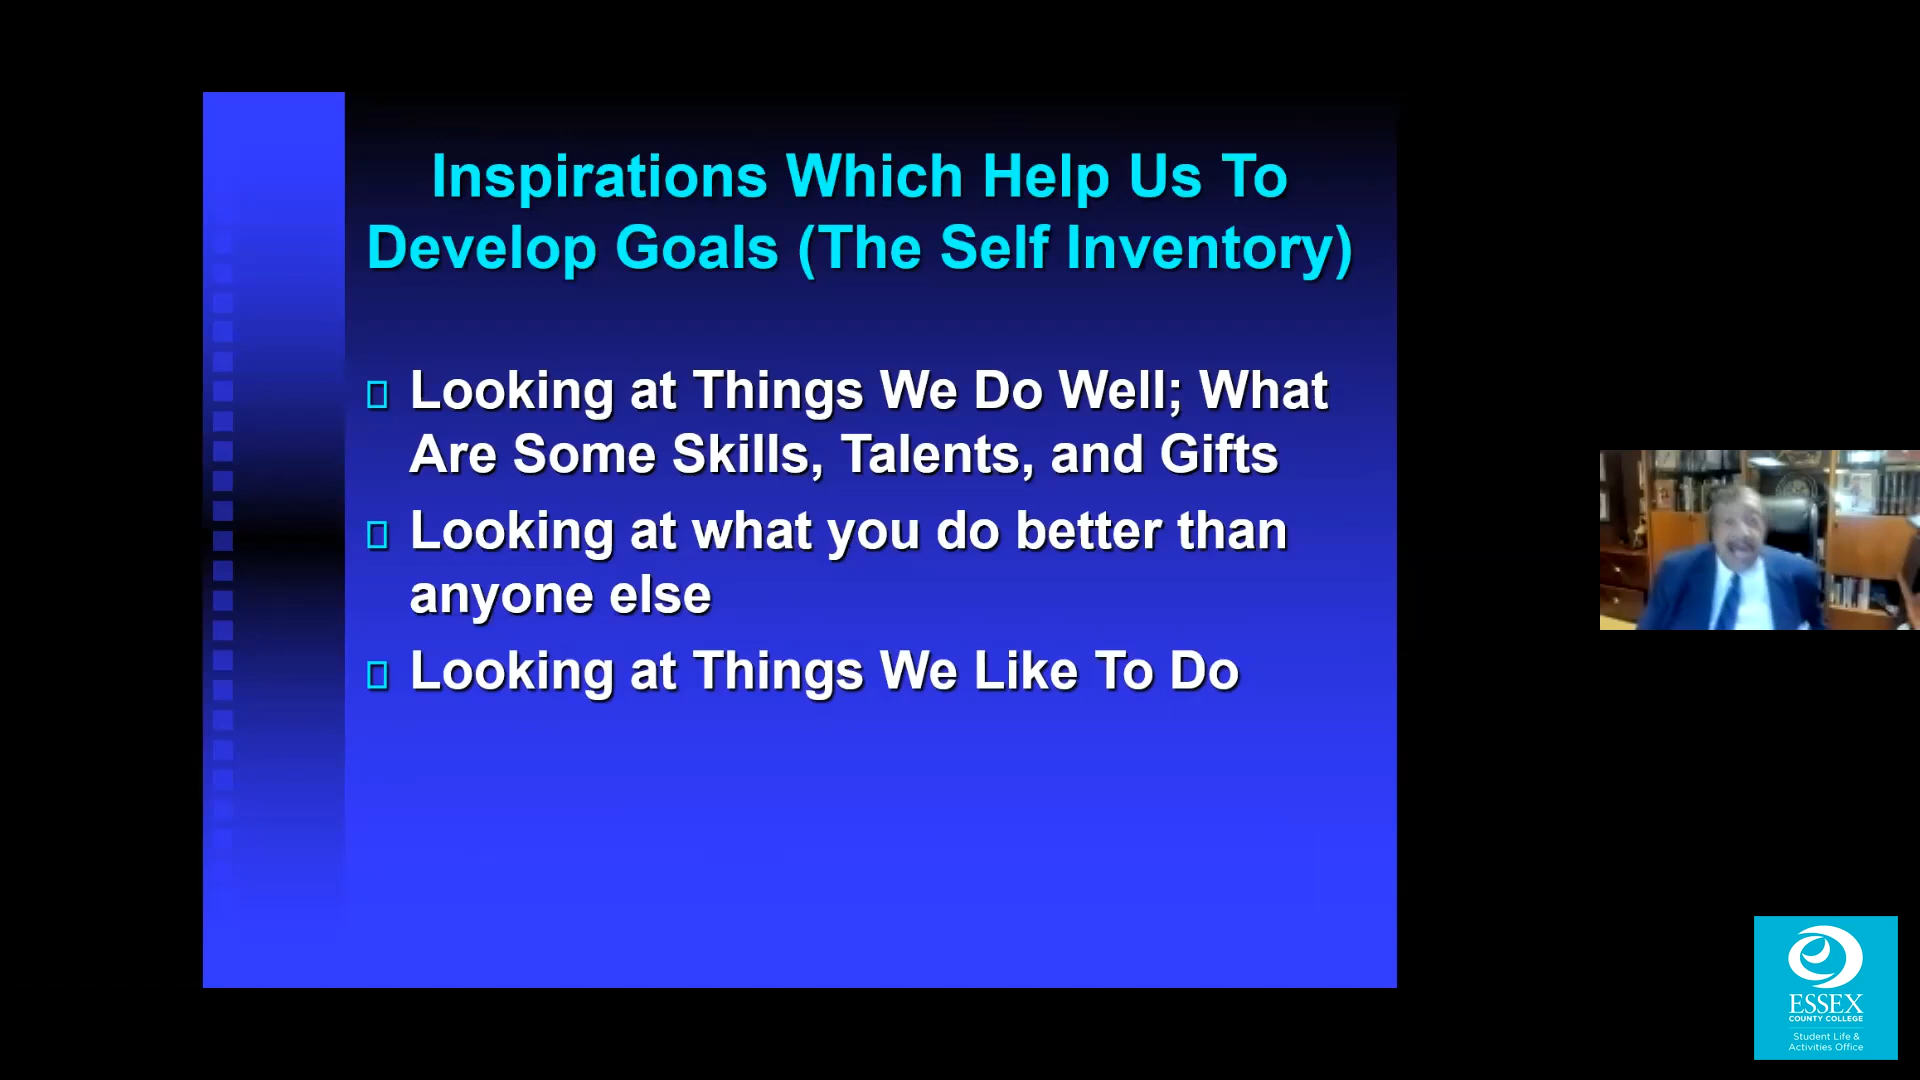 Inspirations Which Help Us To
Develop Goals (The Self Inventory)
Looking at Things We Do Well; What
Are Some Skills, Talents, and Gifts
Looking at what you do better than
anyone else
Looking at Things We Like To Do
ESSEX
COUNTY COLLEGE
Student Life &
Activities Office